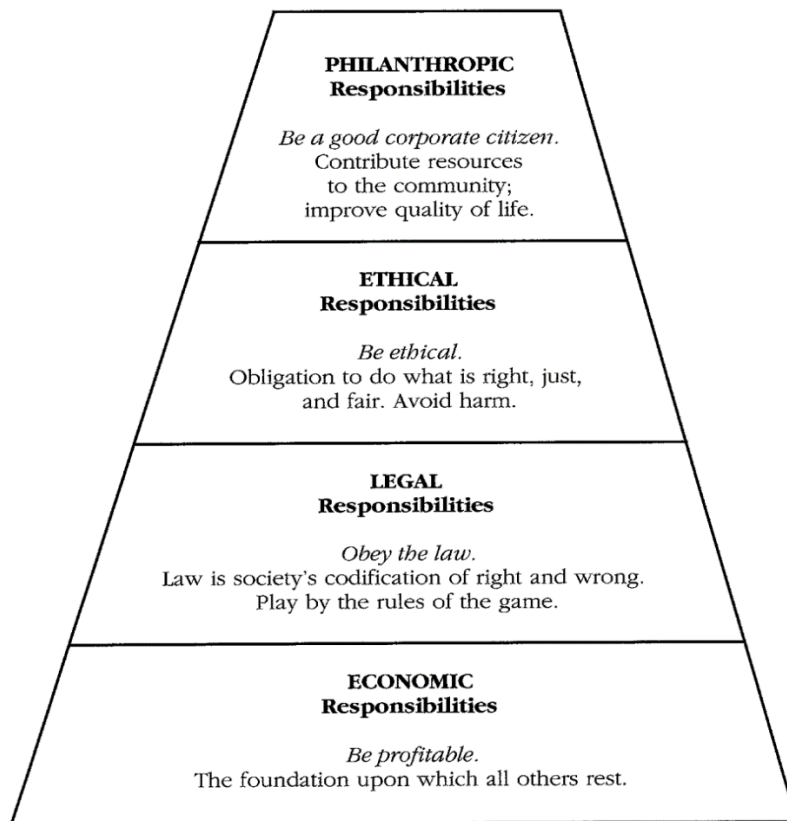 PHILANTHROPIC
Responsibilities
Be a good corporate citizen.
Contribute resources
to the community;
improve quality of life.
ETHICAL
Responsibilities
Be ethical.
Obligation to do what is right, just,
and fair. Avoid harm.
LEGAL
Responsibilities
Obey the law.
Law is society's codification of right and wrong.
Play by the rules of the game.
ECONOMIC
Responsibilities
Be profitable.
The foundation upon which all others rest.